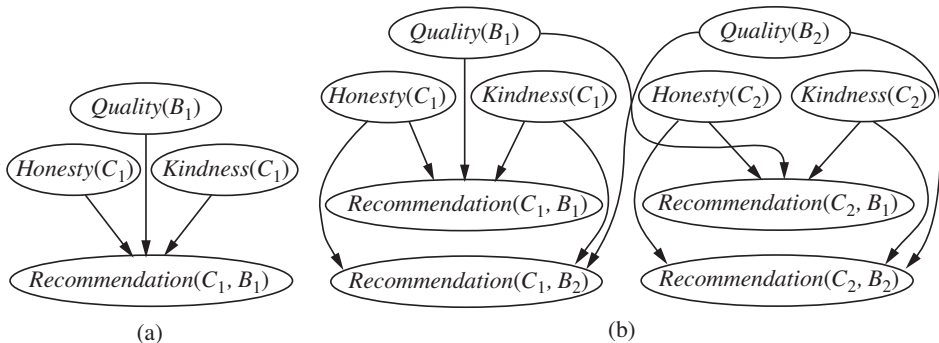 Quality(B₁)
Honesty(C₁) Kindness(C₁)
Recommendation(C₁, B₁)
(a)
Quality(B₁) Quality(B₂)
Honesty(C₁) Kindness(C₁) Honesty(C₂) Kindness(C₂)
Recommendation(C₁, B₁) Recommendation(C₂, B₁)
Recommendation(C₁, B₂) Recommendation(C₂, B₂)
(b)